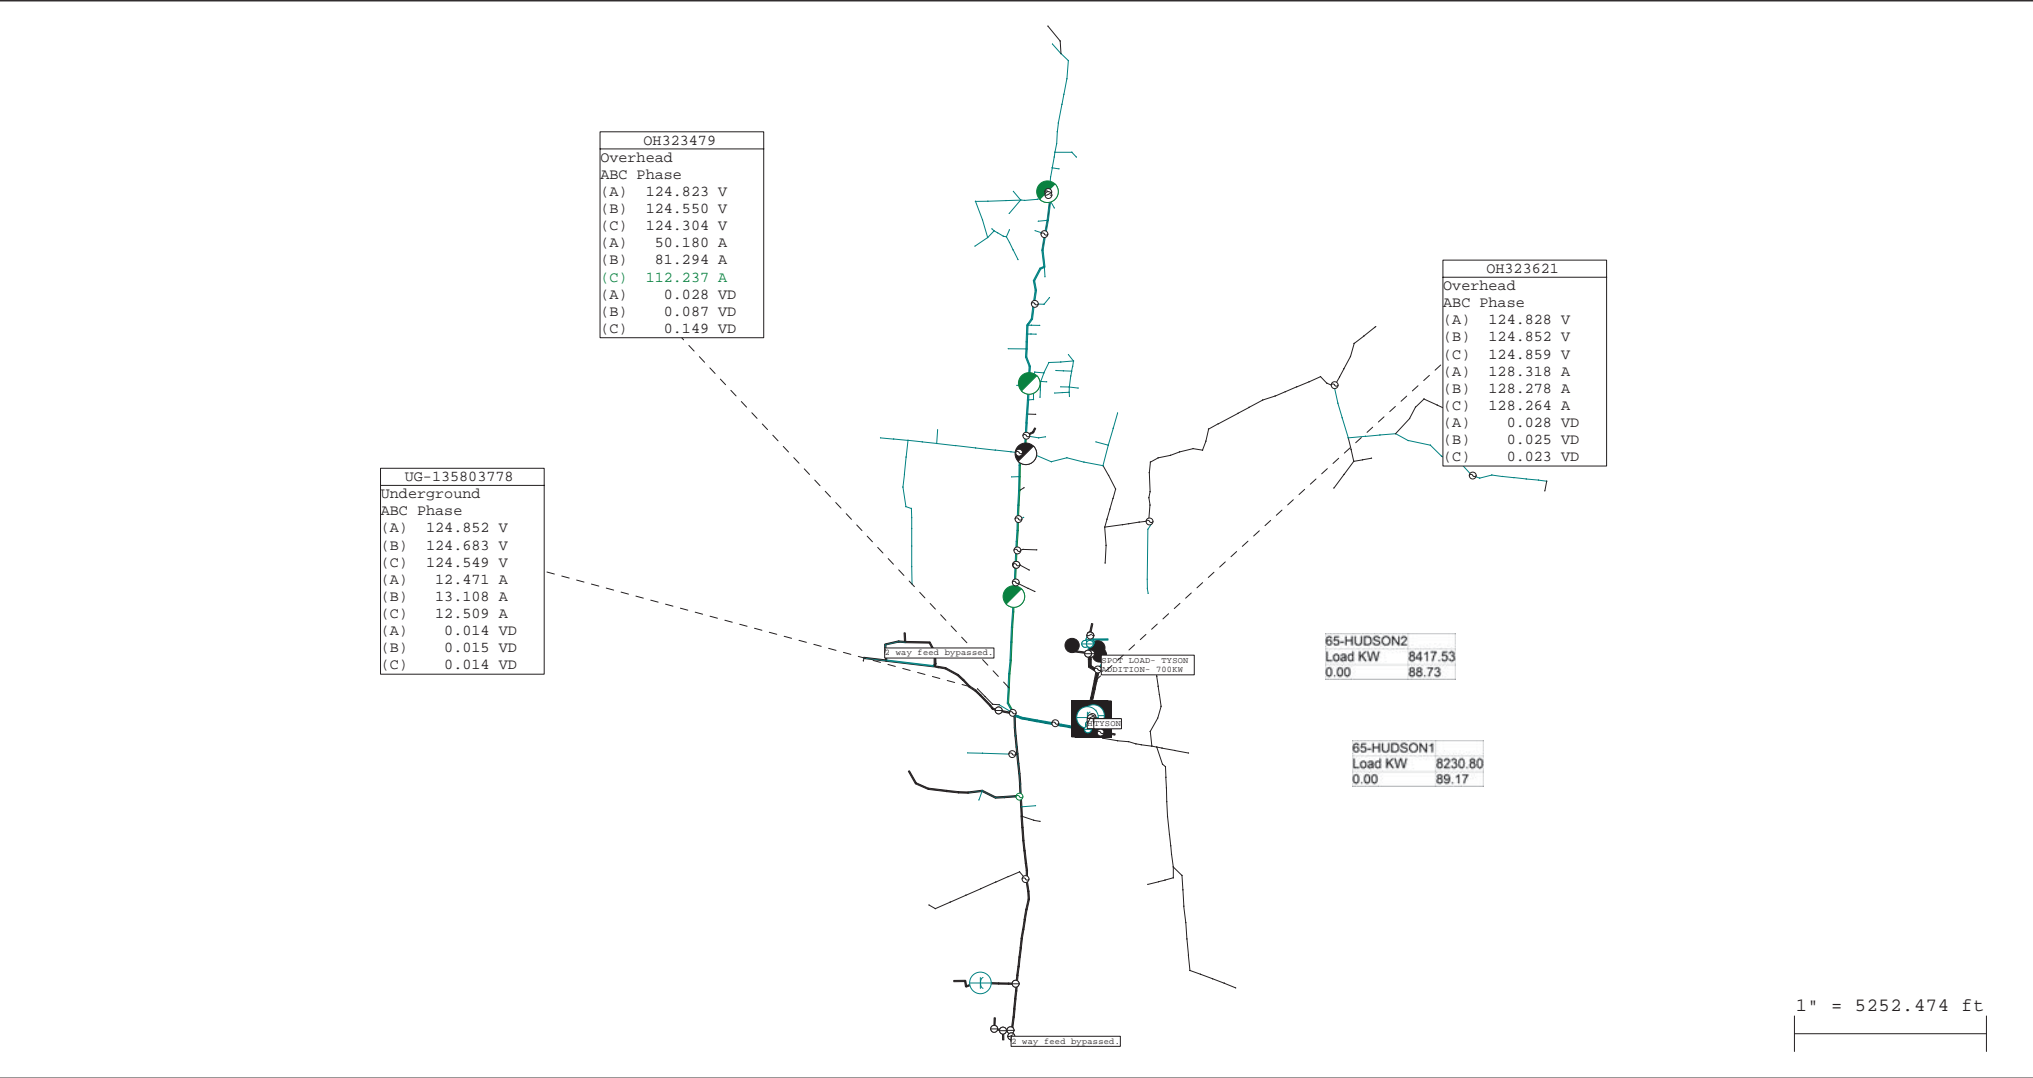 OH323479
Overhead
ABC Phase
(A) 124.823 V
(B) 124.550 V
(C) 124.304 V
(A) 50.180 A
(B) 81.294 A
(C) 112.237 A
(A) 0.028 VD
(B) 0.087 VD
(C) 0.149 VD
OH323621
Overhead
ABC Phase
(A) 124.828 V
(B) 124.852 V
(C) 124.859 V
(A) 128.318 A
(B) 128.278 A
(C) 128.264 A
(A) 0.028 VD
(B) 0.025 VD
(C) 0.023 VD
UG-135803778
Underground
ABC Phase
(A) 124.852 V
(B) 124.683 V
(C) 124.549 V
(A) 12.471 A
(B) 13.108 A
(C) 12.509 A
(A) 0.014 VD
(B) 0.015 VD
(C) 0.014 VD
2 way feed bypassed.
SPOT LOAD- TYSON
ADDITION- 700KW
TYSON
65-HUDSON2
Load KW 8417.53
0.00 88.73
65-HUDSON1
Load KW 8230.80
0.00 89.17
1" = 5252.474 ft
2 way feed bypassed.